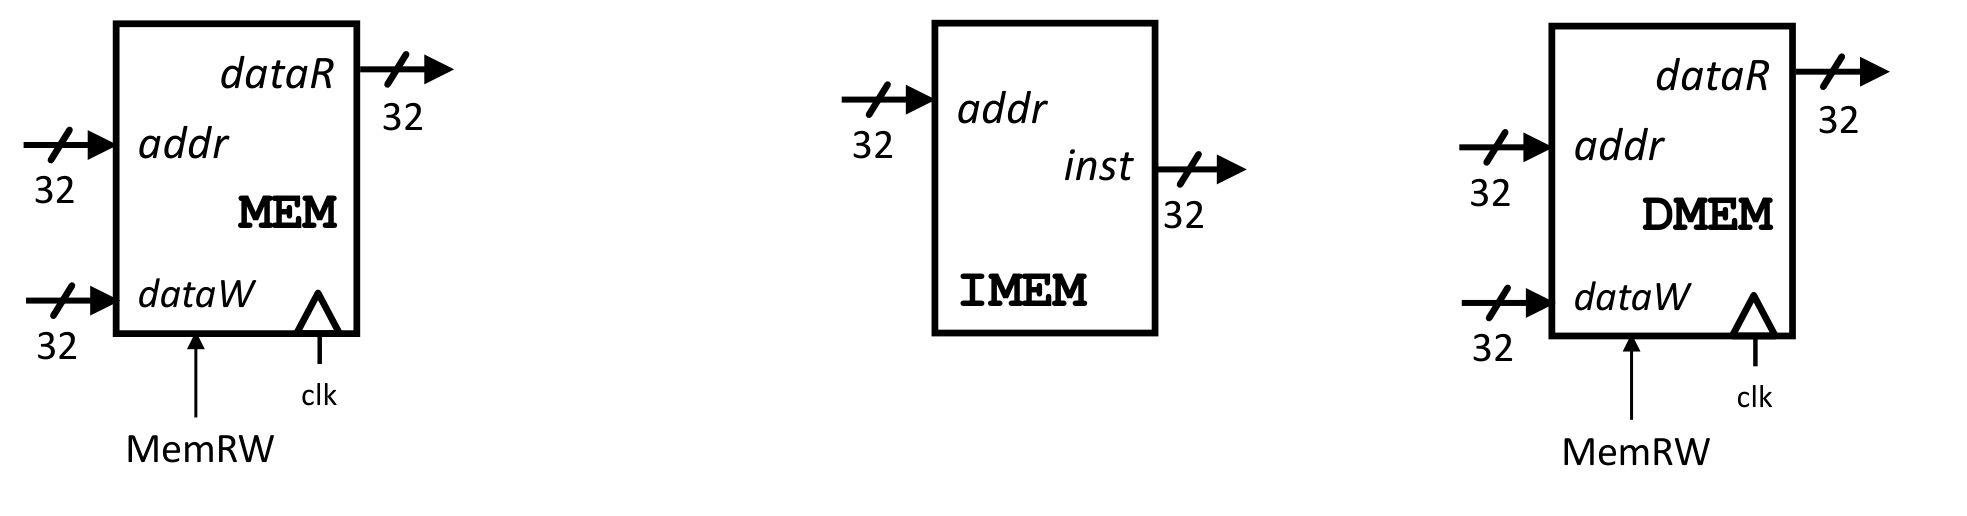 dataR
32
addr
32
MEM
dataW
32
clk
MemRW
addr
32
inst
32
IMEM
dataR
32
addr
32
DMEM
dataW
32
clk
MemRW